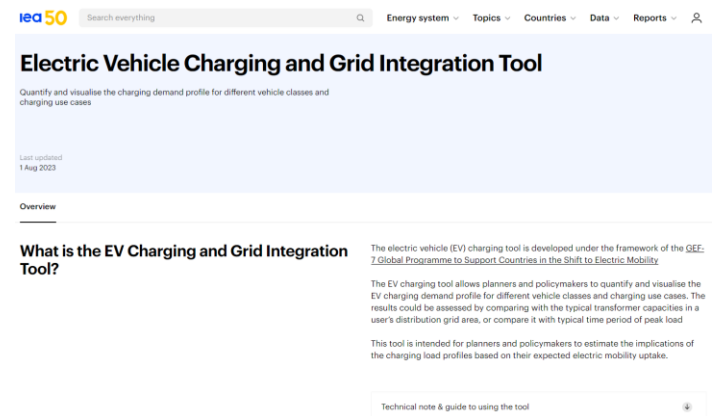 iea 50
Search everything
Energy system
Topics
Countries
Data
Reports
Electric Vehicle Charging and Grid Integration Tool
Quantify and visualise the charging demand profile for different vehicle classes and
charging use cases
Last updated
1 Aug 2023
Overview
What is the EV Charging and Grid Integration
Tool?
The electric vehicle (EV) charging tool is developed under the framework of the GEF-
7 Global Programme to Support Countries in the Shift to Electric Mobility
The EV charging tool allows planners and policymakers to quantify and visualise the
EV charging demand profile for different vehicle classes and charging use cases. The
results could be assessed by comparing with the typical transformer capacities in a
user's distribution grid area, or compare it with typical time period of peak load
This tool is intended for planners and policymakers to estimate the implications of
the charging load profiles based on their expected electric mobility uptake.
Technical note & guide to using the tool